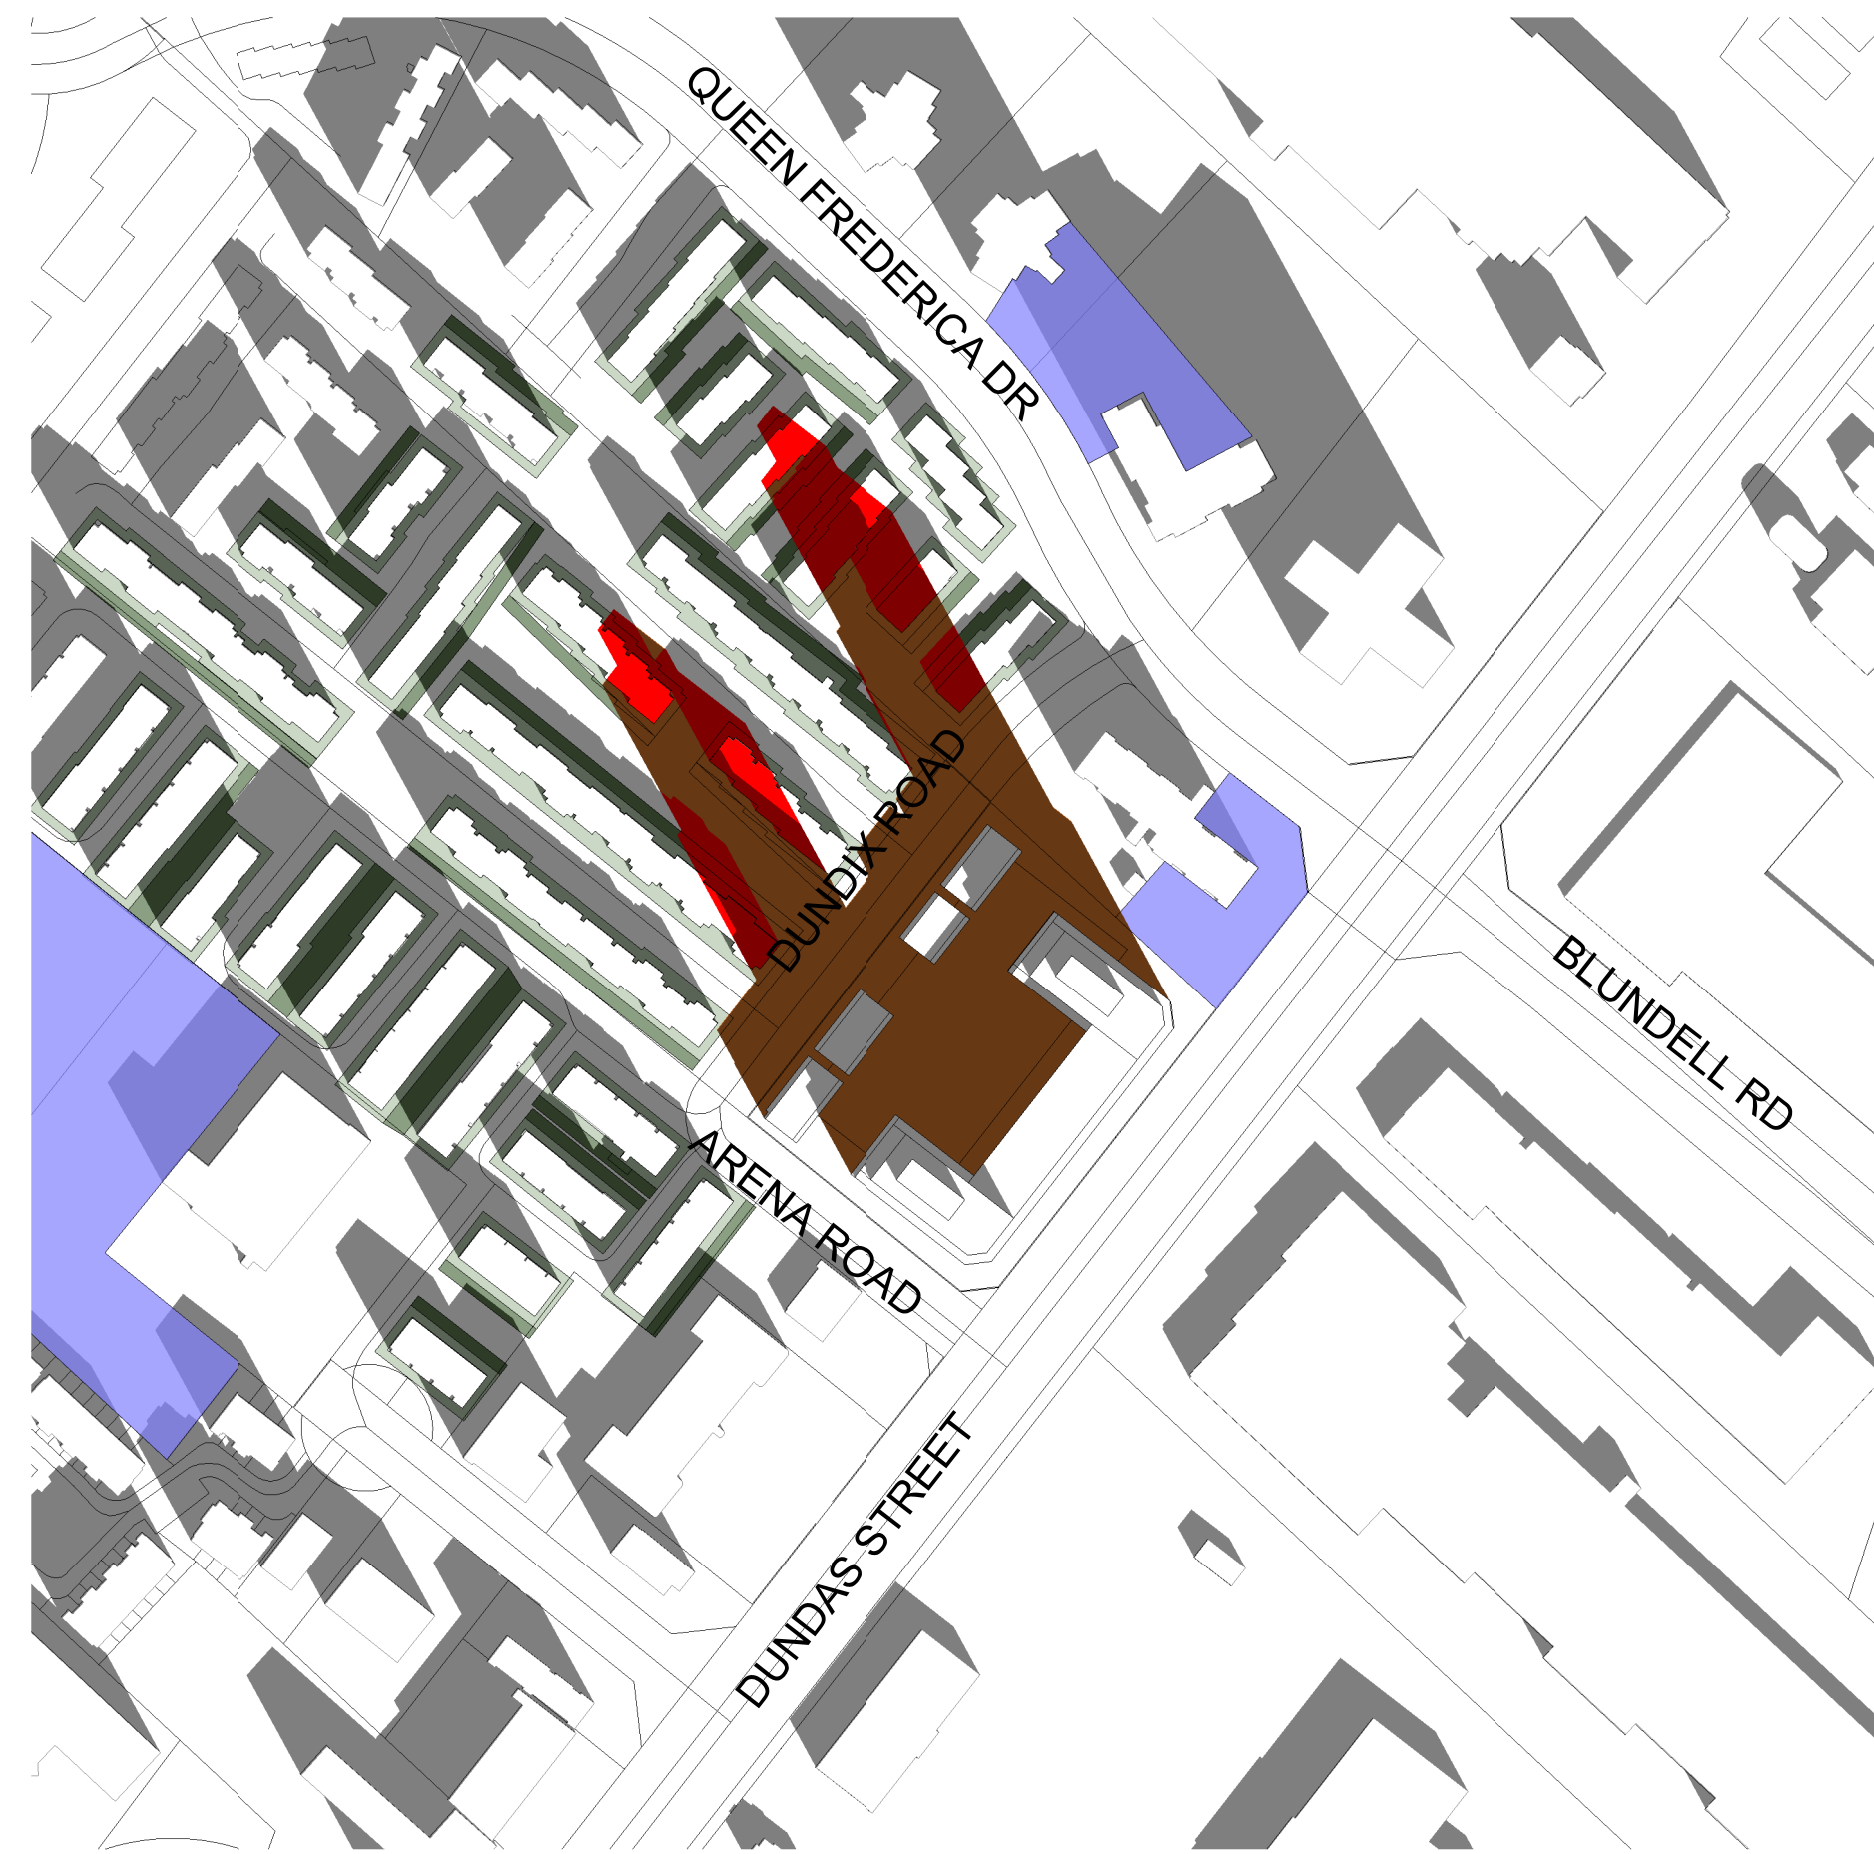 QUEEN FREDERICA DR
DUNDIX ROAD
BLUNDELL RD
ARENA ROAD
DUNDAS STREET